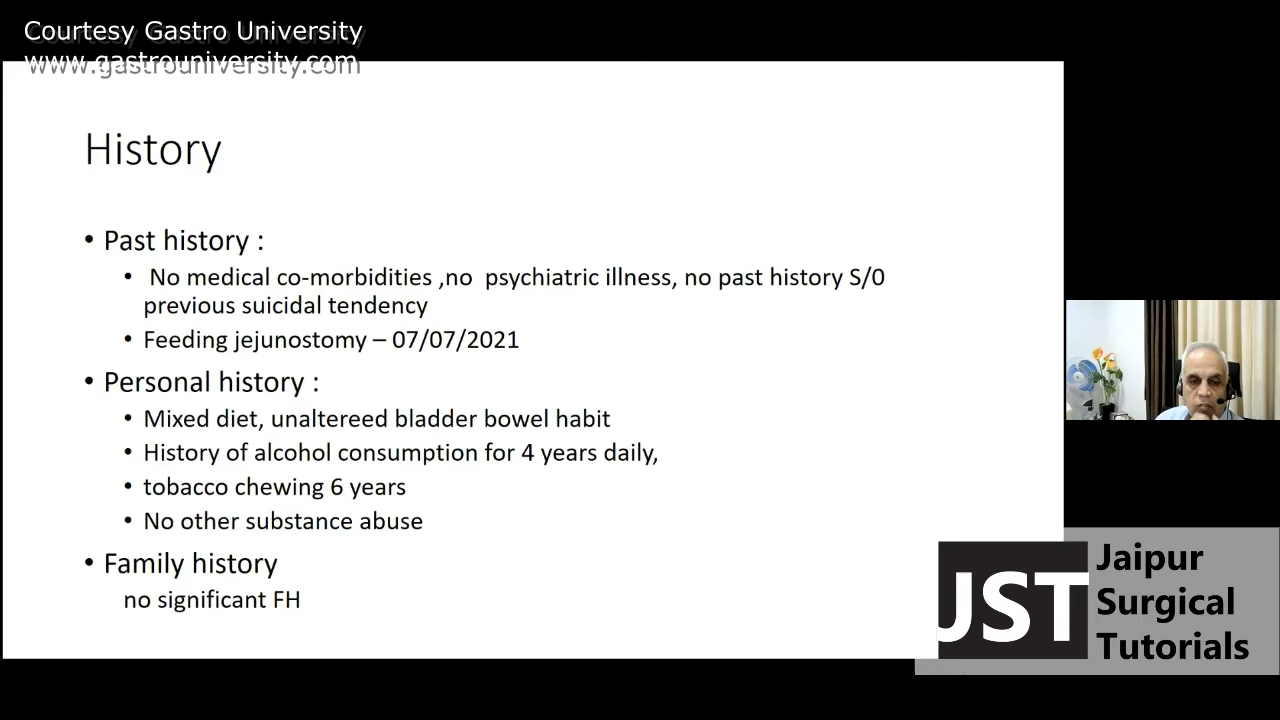 Courtesy Gastro University
www.gastrouniversity.com
History
• Past history :
• No medical co-morbidities ,no psychiatric illness, no past history S/0
previous suicidal tendency
• Feeding jejunostomy – 07/07/2021
• Personal history :
• Mixed diet, unaltereed bladder bowel habit
• History of alcohol consumption for 4 years daily,
• tobacco chewing 6 years
• No other substance abuse
• Family history
no significant FH
JST
Jaipur
Surgical
Tutorials